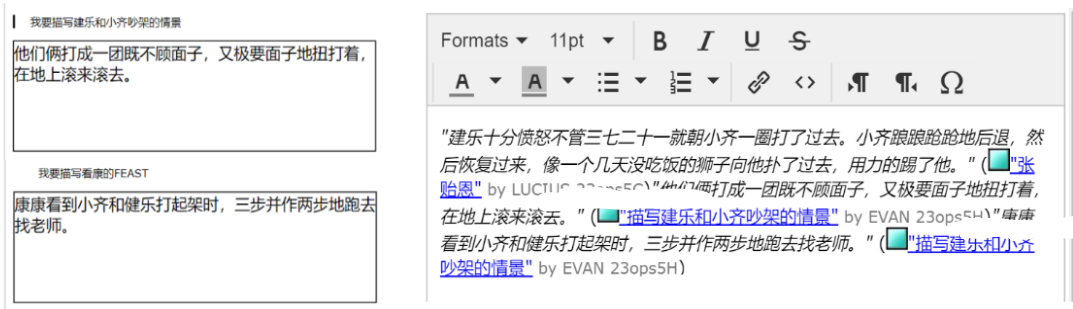 我要描写建乐和小齐吵架的情景
他们俩打成一团既不顾面子，又极要面子地扭打着，
在地上滚来滚去。
我要描写看康的FEAST
康康看到小齐和健乐打起架时，三步并作两步地跑去
找老师。
Formats 11pt B I U S
A A Ω
"建乐十分愤怒不管三七二十一就朝小齐一圈打了过去。小齐踉踉跄跄地后退，然
后恢复过来，像一个几天没吃饭的狮子向他扑了过去，用力的踢了他。" ("张
贻恩" by LUCIUS 23ops5G)"他们俩打成一团既不顾面子，又极要面子地扭打着，
在地上滚来滚去。" ("描写建乐和小齐吵架的情景" by EVAN 23ops5H)"康康
看到小齐和健乐打起架时，三步并作两步地跑去找老师。" ("描写建乐和小齐
吵架的情景" by EVAN 23ops5H)